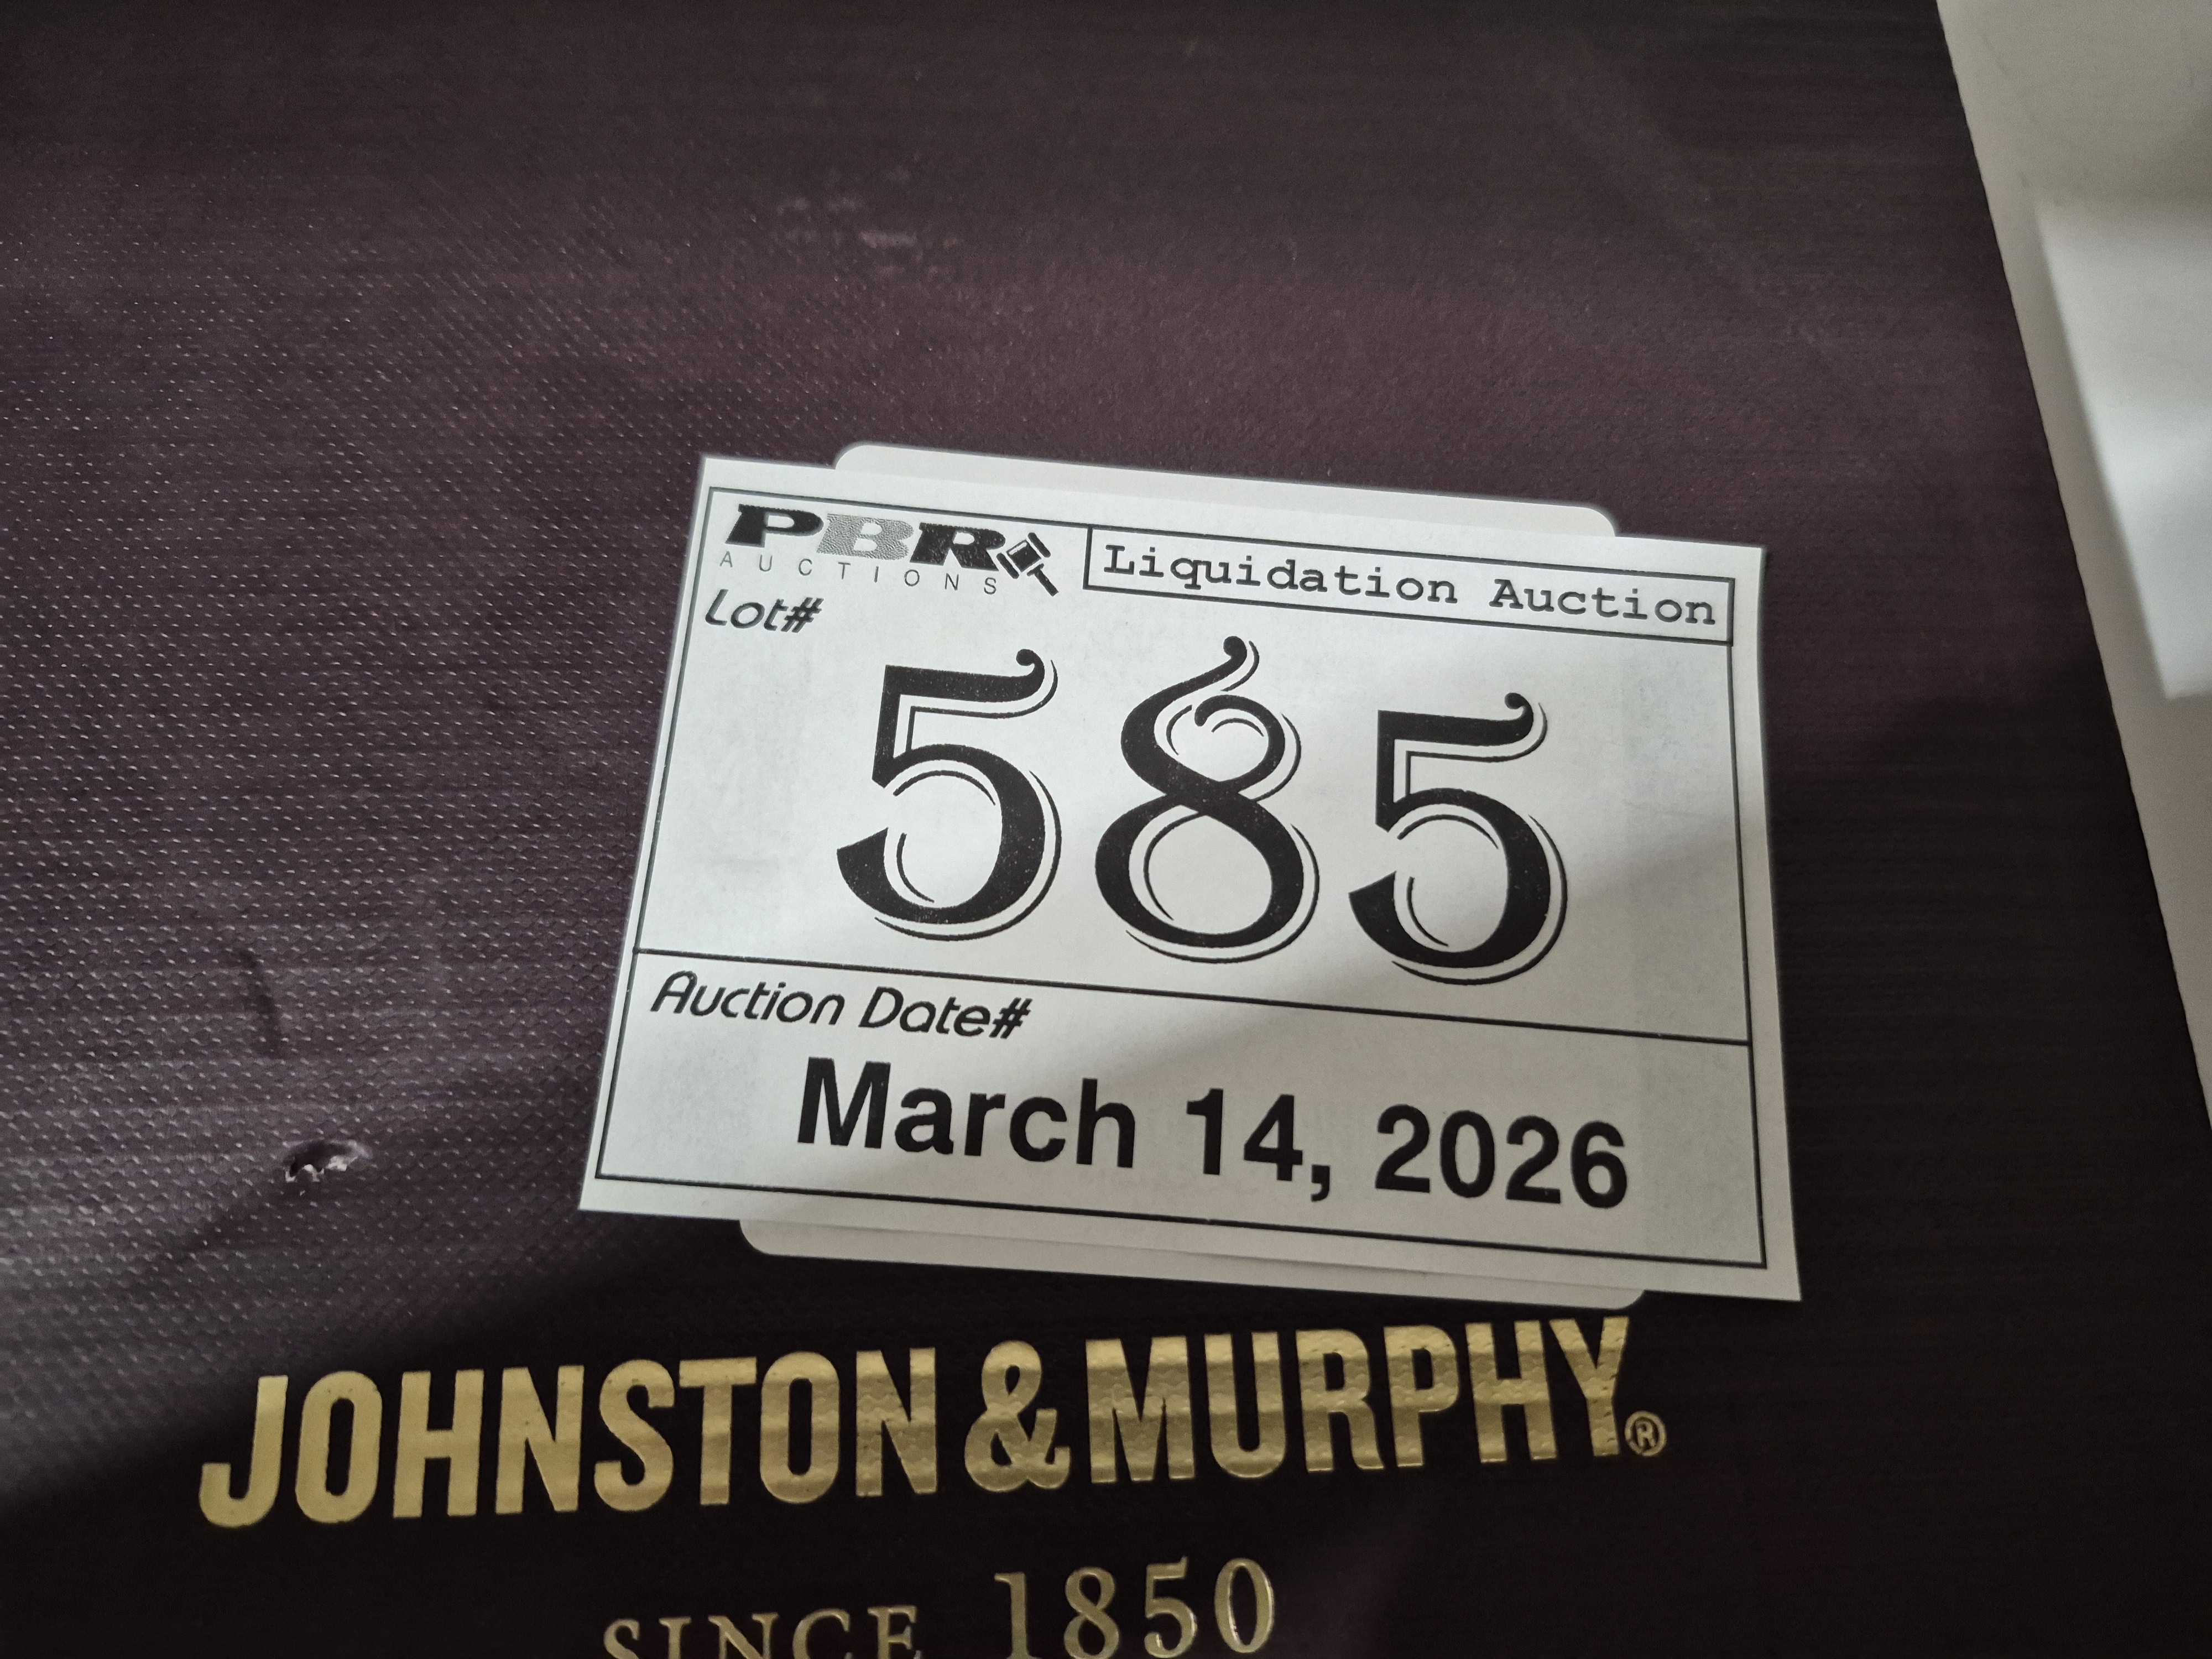 PBR
AUCTIONS
Liquidation Auction
Lot#
585
Auction Date#
March 14, 2026
JOHNSTON & MURPHY®
SINCE 1850